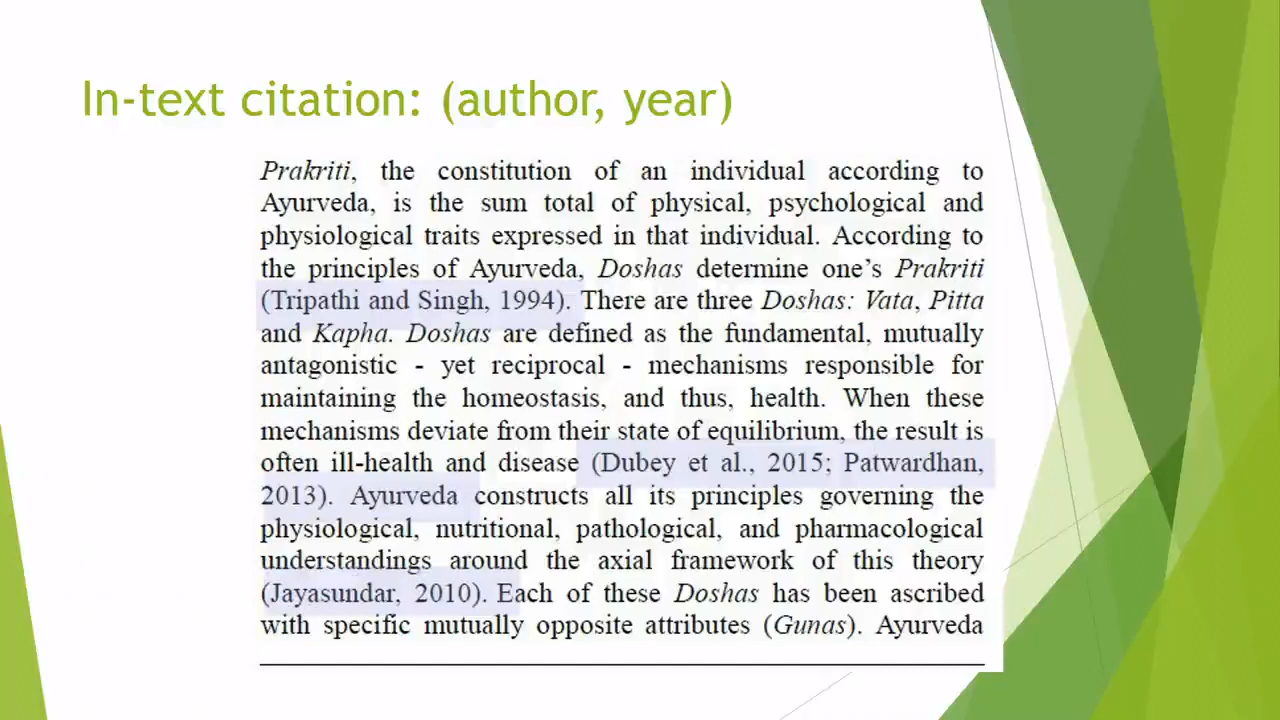 In-text citation: (author, year)
Prakriti, the constitution of an individual according to
Ayurveda, is the sum total of physical, psychological and
physiological traits expressed in that individual. According to
the principles of Ayurveda, Doshas determine one’s Prakriti
(Tripathi and Singh, 1994). There are three Doshas: Vata, Pitta
and Kapha. Doshas are defined as the fundamental, mutually
antagonistic - yet reciprocal - mechanisms responsible for
maintaining the homeostasis, and thus, health. When these
mechanisms deviate from their state of equilibrium, the result is
often ill-health and disease (Dubey et al., 2015; Patwardhan,
2013). Ayurveda constructs all its principles governing the
physiological, nutritional, pathological, and pharmacological
understandings around the axial framework of this theory
(Jayasundar, 2010). Each of these Doshas has been ascribed
with specific mutually opposite attributes (Gunas). Ayurveda